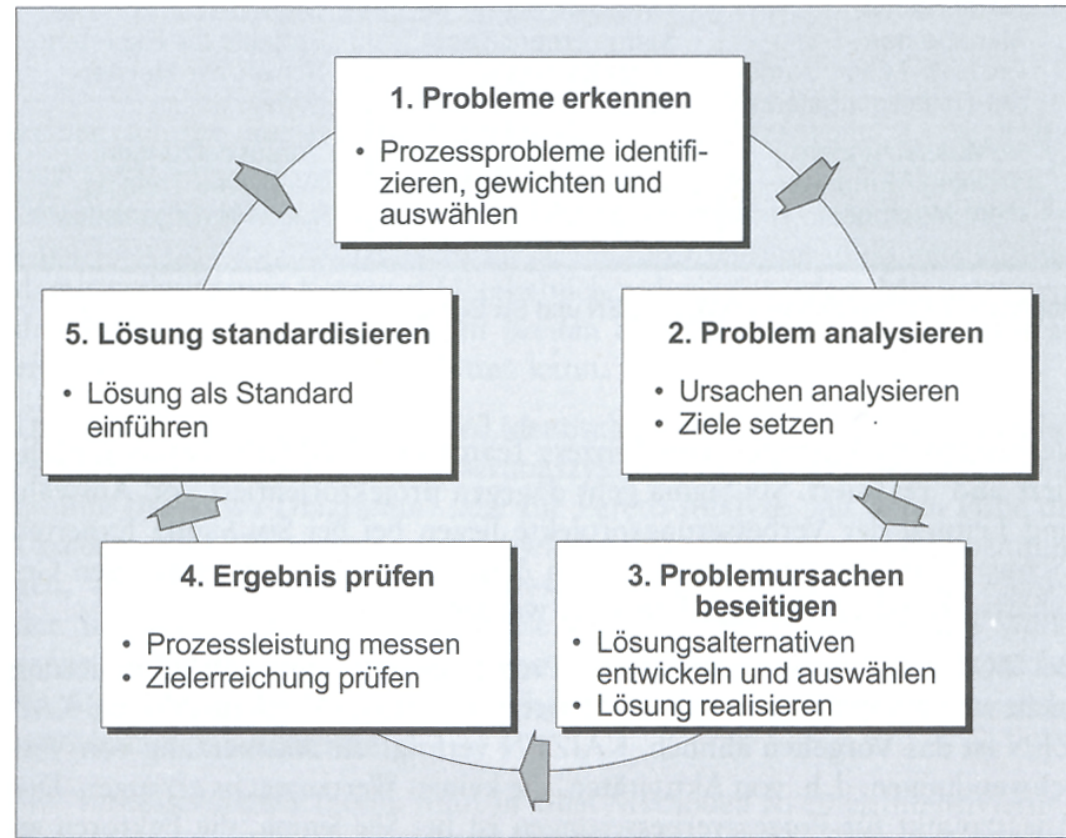 1. Probleme erkennen
• Prozessprobleme identifi-
zieren, gewichten und
auswählen
2. Problem analysieren
• Ursachen analysieren
• Ziele setzen
3. Problemursachen
beseitigen
• Lösungsalternativen
entwickeln und auswählen
• Lösung realisieren
4. Ergebnis prüfen
• Prozessleistung messen
• Zielerreichung prüfen
5. Lösung standardisieren
• Lösung als Standard
einführen